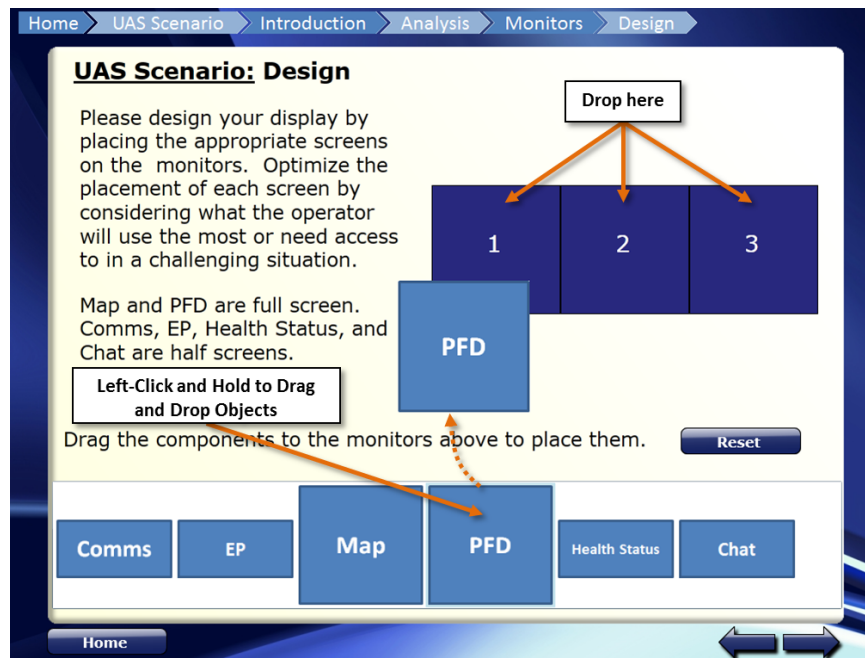 Home UAS Scenario Introduction Analysis Monitors Design
UAS Scenario: Design
Please design your display by
placing the appropriate screens
on the monitors. Optimize the
placement of each screen by
considering what the operator
will use the most or need access
to in a challenging situation.
Map and PFD are full screen.
Comms, EP, Health Status, and
Chat are half screens.
Drop here
1 2 3
PFD
Left-Click and Hold to Drag
and Drop Objects
Drag the components to the monitors above to place them.
Reset
Comms EP Map PFD Health Status Chat
Home